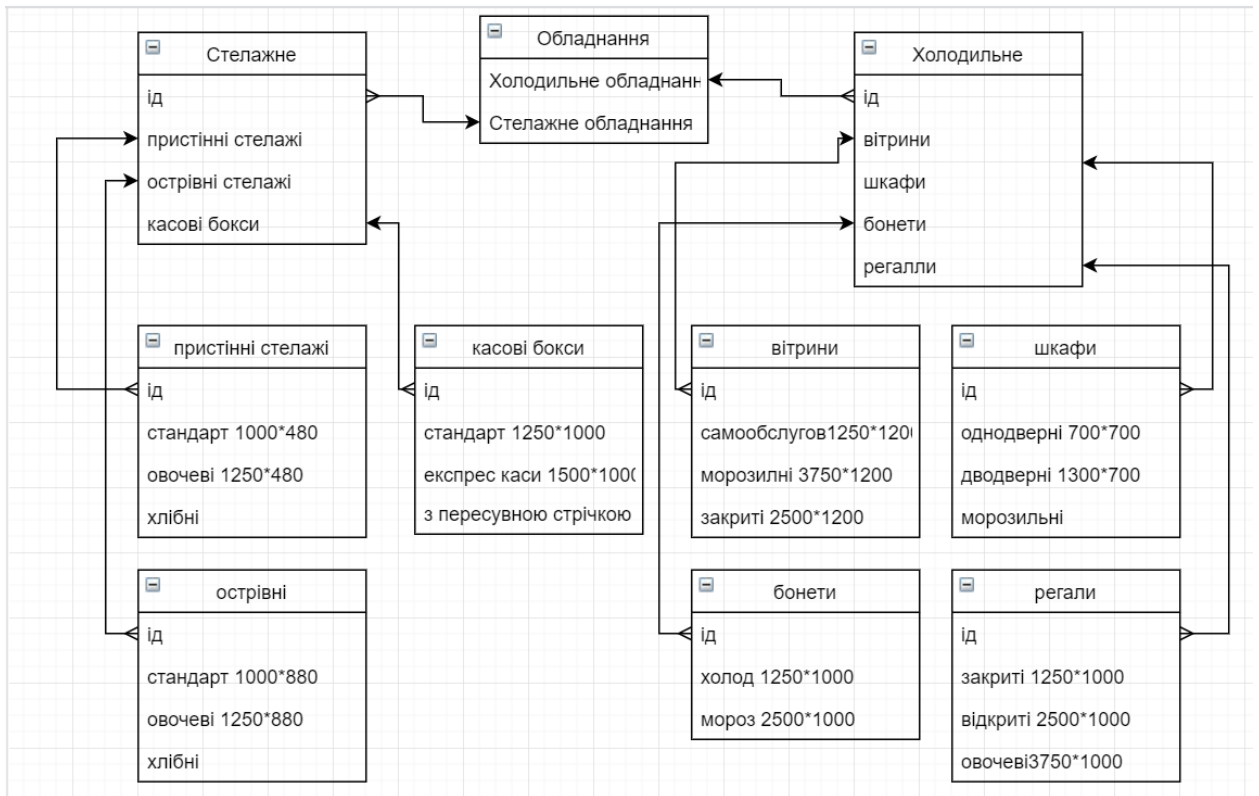 Стелажне
ід
пристінні стелажі
острівні стелажі
касові бокси
Обладнання
Холодильне обладнанн
Стелажне обладнання
Холодильне
ід
вітрини
шкафи
бонети
регалли
пристінні стелажі
ід
стандарт 1000*480
овочеві 1250*480
хлібні
касові бокси
ід
стандарт 1250*1000
експрес каси 1500*1000
з пересувною стрічкою
вітрини
ід
самообслугов1250*120
морозилні 3750*1200
закриті 2500*1200
шкафи
ід
однодверні 700*700
дводверні 1300*700
морозильні
острівні
ід
стандарт 1000*880
овочеві 1250*880
хлібні
бонети
ід
холод 1250*1000
мороз 2500*1000
регали
ід
закриті 1250*1000
відкриті 2500*1000
овочеві3750*1000